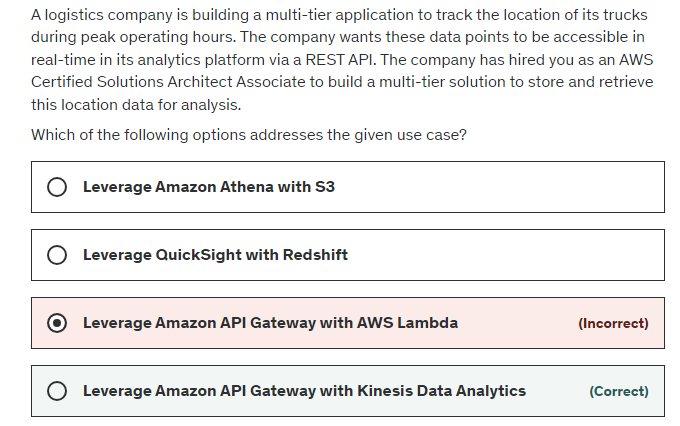 A logistics company is building a multi-tier application to track the location of its trucks
during peak operating hours. The company wants these data points to be accessible in
real-time in its analytics platform via a REST API. The company has hired you as an AWS
Certified Solutions Architect Associate to build a multi-tier solution to store and retrieve
this location data for analysis.
Which of the following options addresses the given use case?
Leverage Amazon Athena with S3
Leverage QuickSight with Redshift
Leverage Amazon API Gateway with AWS Lambda (Incorrect)
Leverage Amazon API Gateway with Kinesis Data Analytics (Correct)